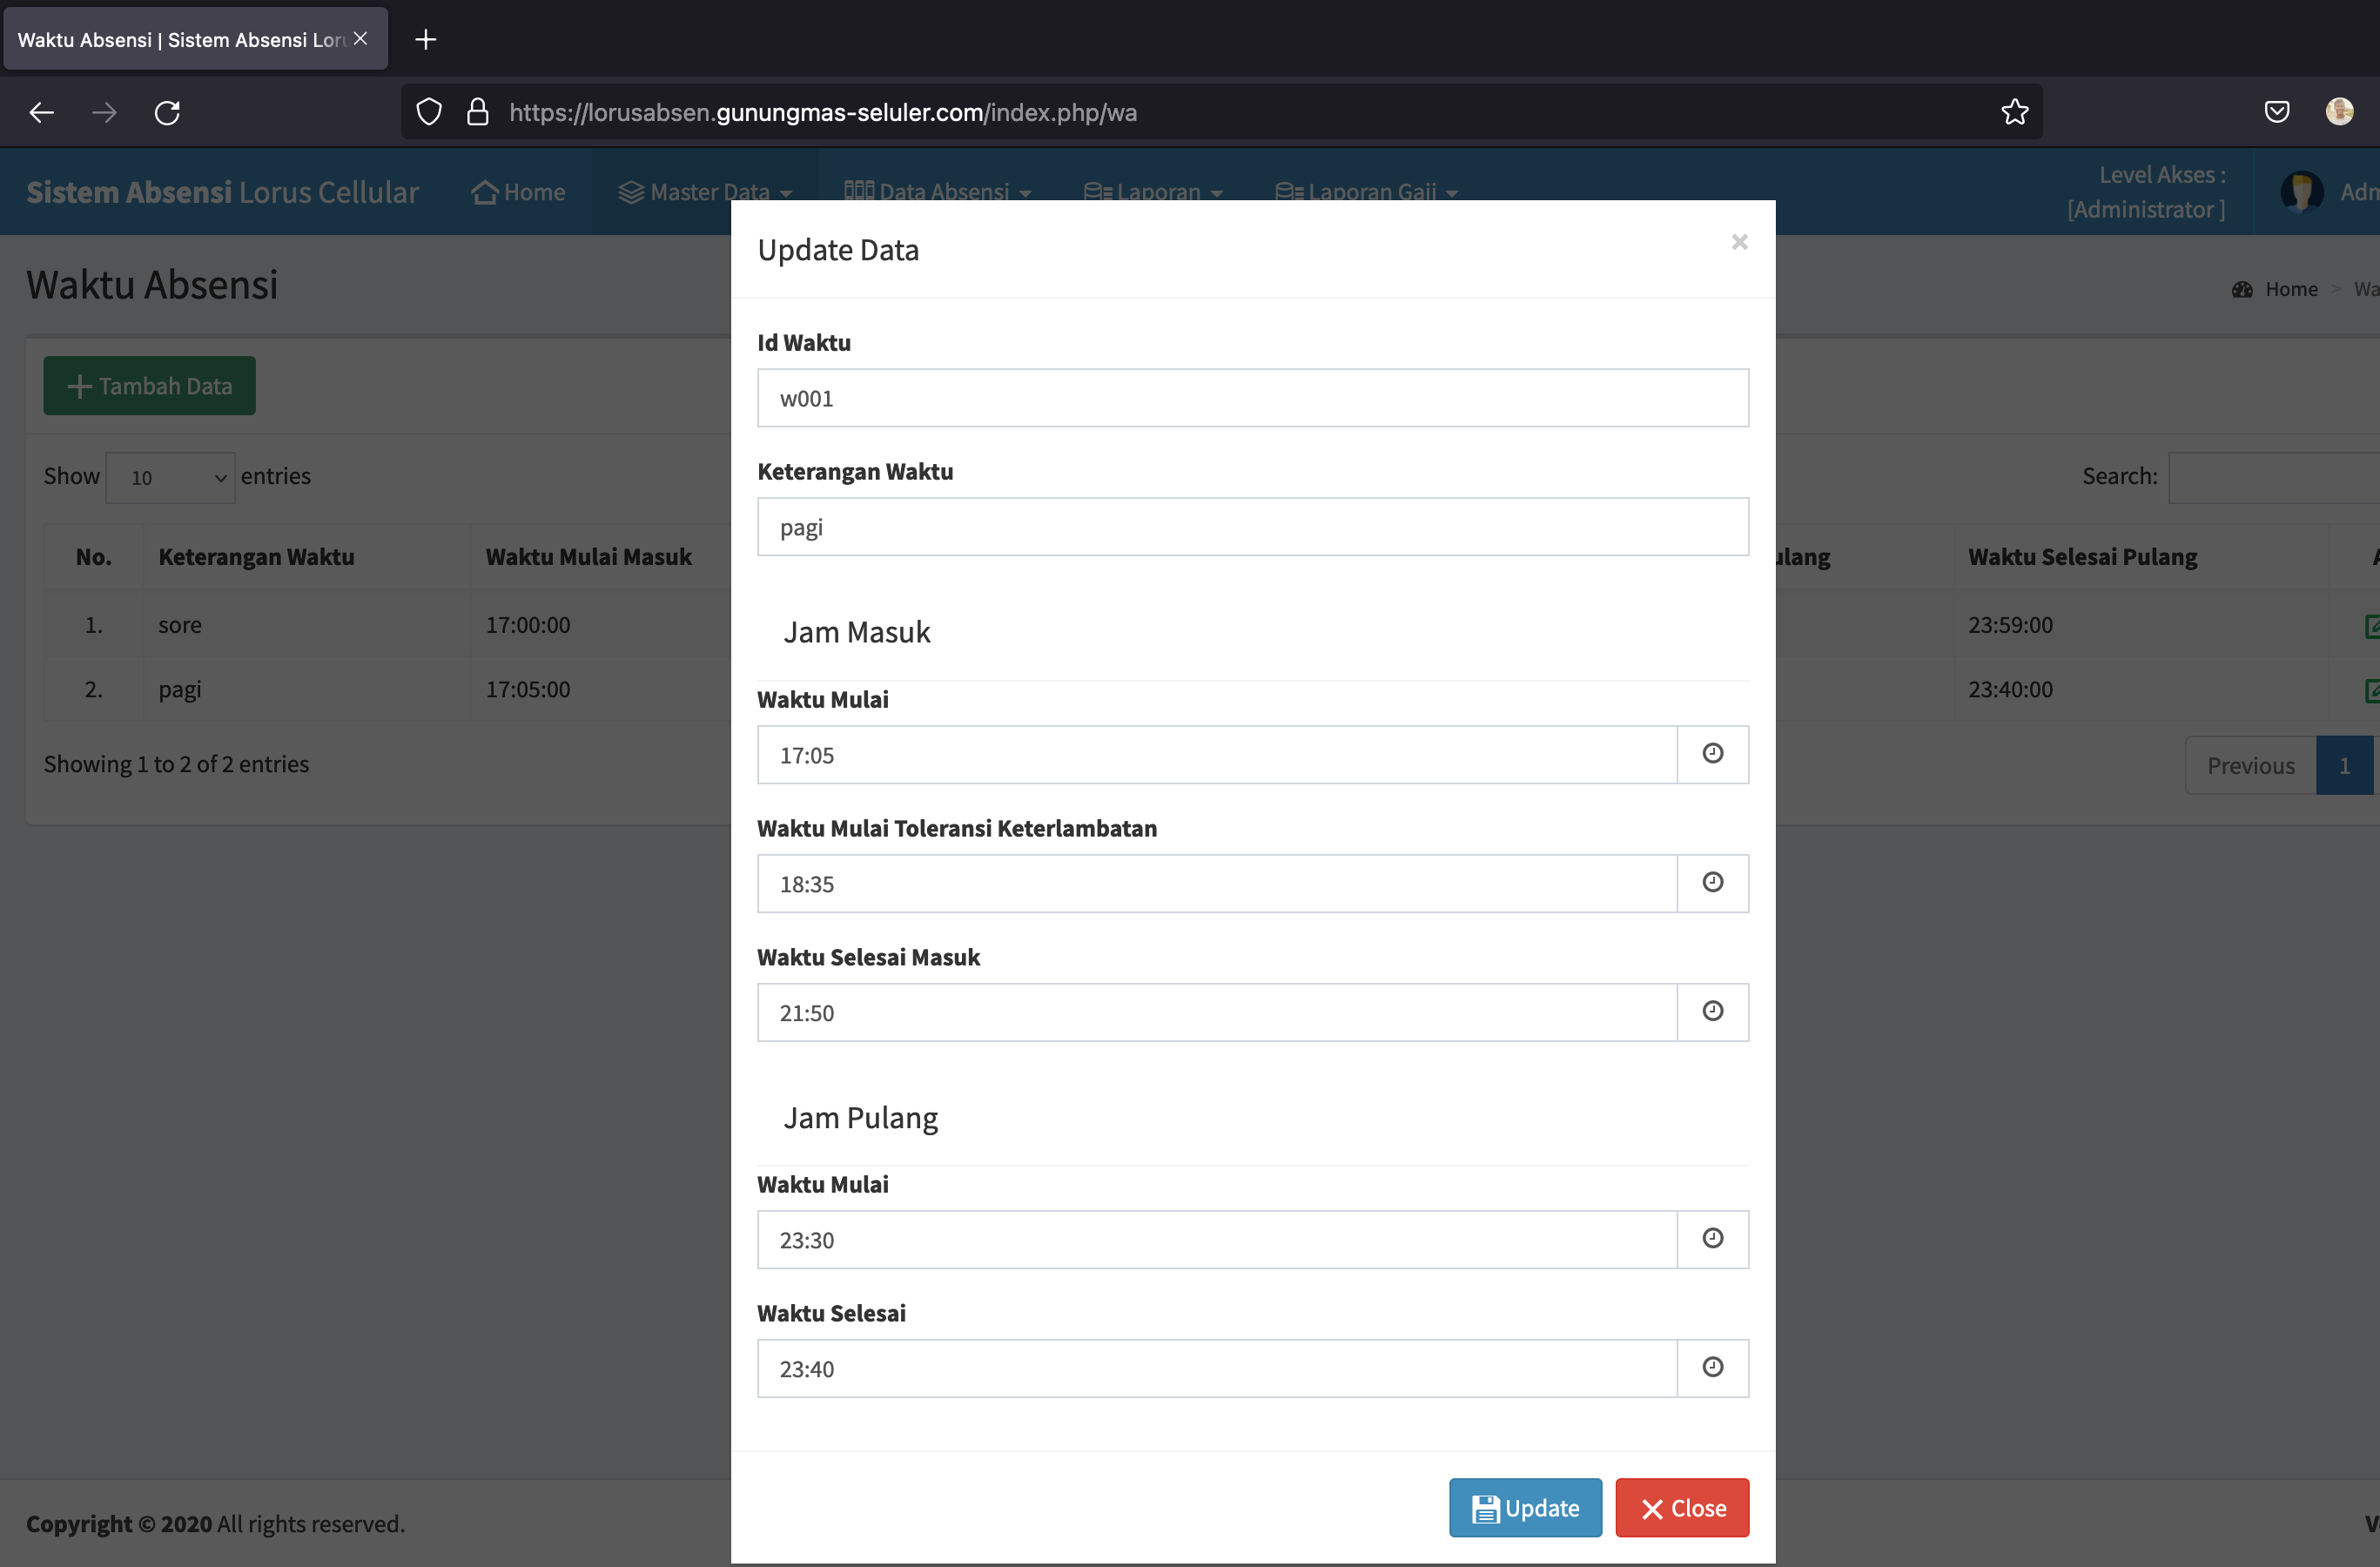 Waktu Absensi | Sistem Absensi Loru
https://lorusabsen.gunungmas-seluler.com/index.php/wa
Sistem Absensi Lorus Cellular
Home
Master Data
Data Absensi
Laporan
Laporan Gaji
Level Akses :
[Administrator ]
Adm
Waktu Absensi
Home > Wa
Tambah Data
Show 10 entries
Search:
No. Keterangan Waktu Waktu Mulai Masuk ulang Waktu Selesai Pulang
1. sore 17:00:00 23:59:00
2. pagi 17:05:00 23:40:00
Showing 1 to 2 of 2 entries
Previous 1
Update Data
×
Id Waktu
w001
Keterangan Waktu
pagi
Jam Masuk
Waktu Mulai
17:05
Waktu Mulai Toleransi Keterlambatan
18:35
Waktu Selesai Masuk
21:50
Jam Pulang
Waktu Mulai
23:30
Waktu Selesai
23:40
Update
Close
Copyright © 2020 All rights reserved.